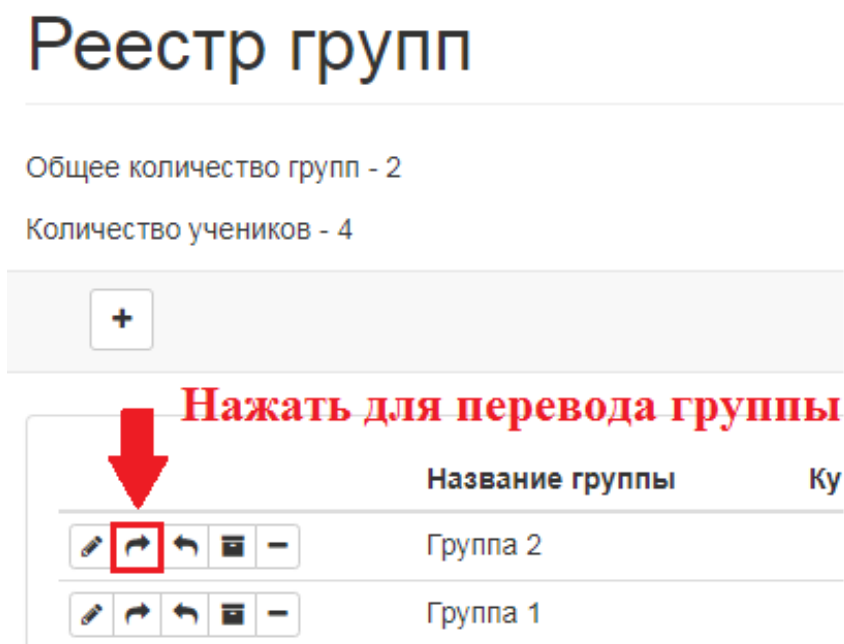 Реестр групп
Общее количество групп - 2
Количество учеников - 4
+
Нажать для перевода группы
Название группы Ку
Группа 2
Группа 1